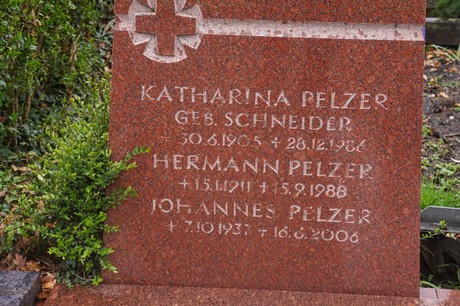 KATHARINA PELZER
GEB. SCHNEIDER
+ 30.6.1905 + 28.12.1986
HERMANN PELZER
+ 15.1.1911 + 15.9.1988
JOHANNES PELZER
+ 7.10.1937 + 16.6.2006